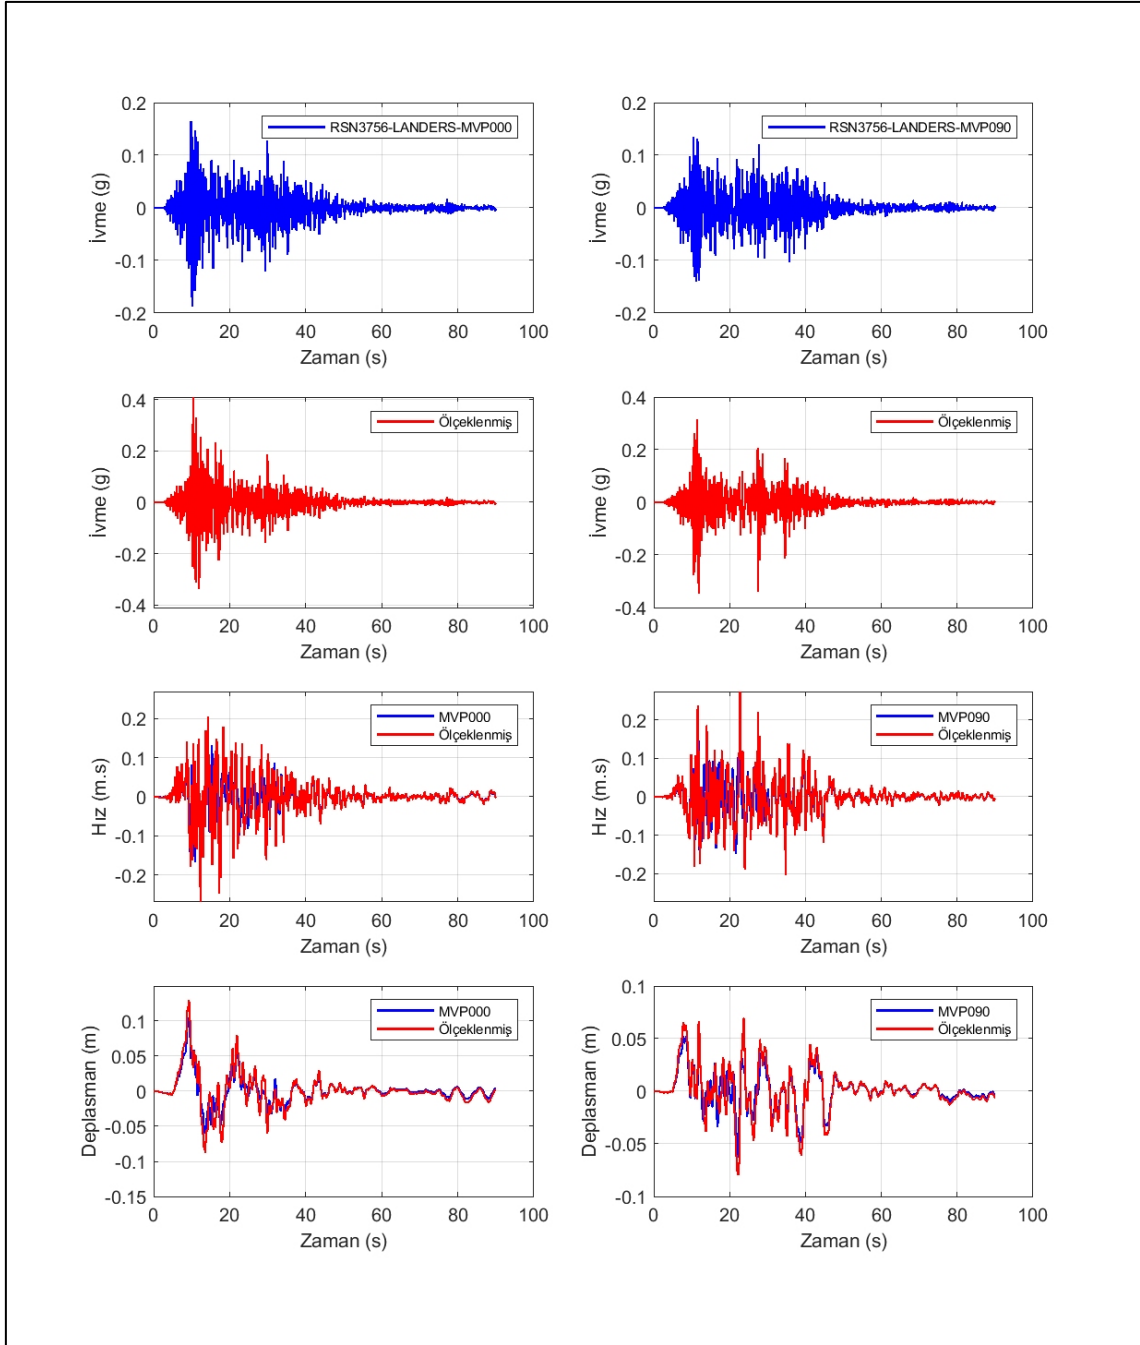 0.2
0.1
0
-0.1
-0.2
İvme (g)
RSN3756-LANDERS-MVP000
0 20 40 60 80 100
Zaman (s)
0.2
0.1
0
-0.1
-0.2
İvme (g)
RSN3756-LANDERS-MVP090
0 20 40 60 80 100
Zaman (s)
0.4
0.2
0
-0.2
-0.4
İvme (g)
Ölçeklenmiş
0 20 40 60 80 100
Zaman (s)
0.4
0.2
0
-0.2
-0.4
İvme (g)
Ölçeklenmiş
0 20 40 60 80 100
Zaman (s)
0.2
0.1
0
-0.1
-0.2
Hız (m.s)
MVP000
Ölçeklenmiş
0 20 40 60 80 100
Zaman (s)
0.2
0.1
0
-0.1
-0.2
Hız (m.s)
MVP090
Ölçeklenmiş
0 20 40 60 80 100
Zaman (s)
0.1
0.05
0
-0.05
-0.1
-0.15
Deplasman (m)
MVP000
Ölçeklenmiş
0 20 40 60 80 100
Zaman (s)
0.1
0.05
0
-0.05
-0.1
Deplasman (m)
MVP090
Ölçeklenmiş
0 20 40 60 80 100
Zaman (s)